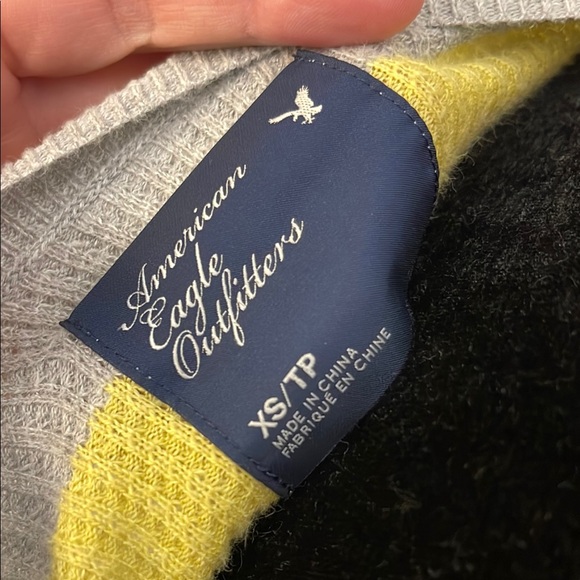 American
Eagle
Outfitters
XS/TP
MADE IN CHINA
FABRIQUÉ EN CHINE